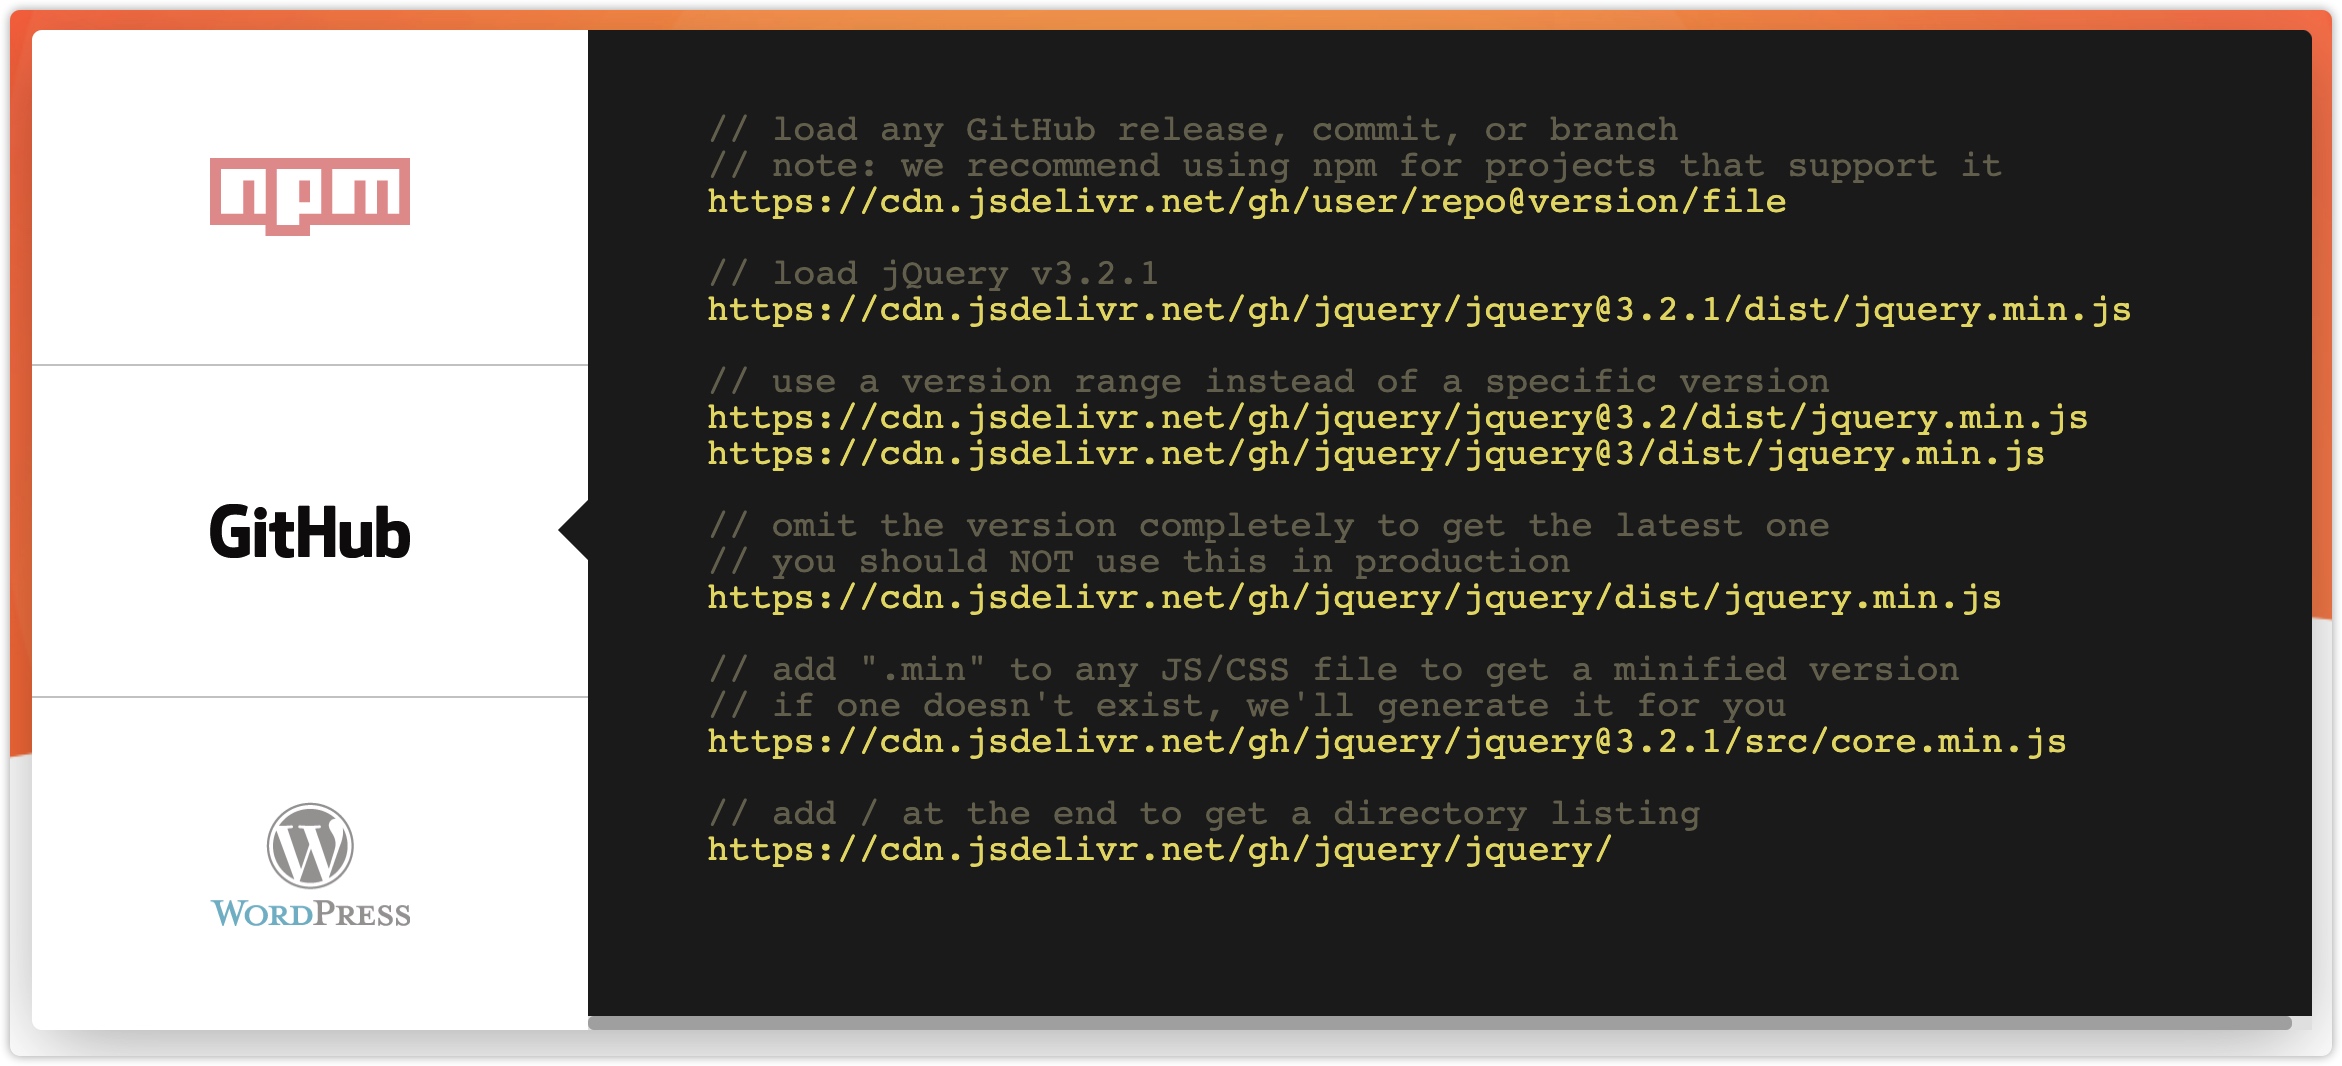 npm
GitHub
WORDPRESS
// load any GitHub release, commit, or branch
// note: we recommend using npm for projects that support it
https://cdn.jsdelivr.net/gh/user/repo@version/file
// load jQuery v3.2.1
https://cdn.jsdelivr.net/gh/jquery/jquery@3.2.1/dist/jquery.min.js
// use a version range instead of a specific version
https://cdn.jsdelivr.net/gh/jquery/jquery@3.2/dist/jquery.min.js
https://cdn.jsdelivr.net/gh/jquery/jquery@3/dist/jquery.min.js
// omit the version completely to get the latest one
// you should NOT use this in production
https://cdn.jsdelivr.net/gh/jquery/jquery/dist/jquery.min.js
// add ".min" to any JS/CSS file to get a minified version
// if one doesn't exist, we'll generate it for you
https://cdn.jsdelivr.net/gh/jquery/jquery@3.2.1/src/core.min.js
// add / at the end to get a directory listing
https://cdn.jsdelivr.net/gh/jquery/jquery/